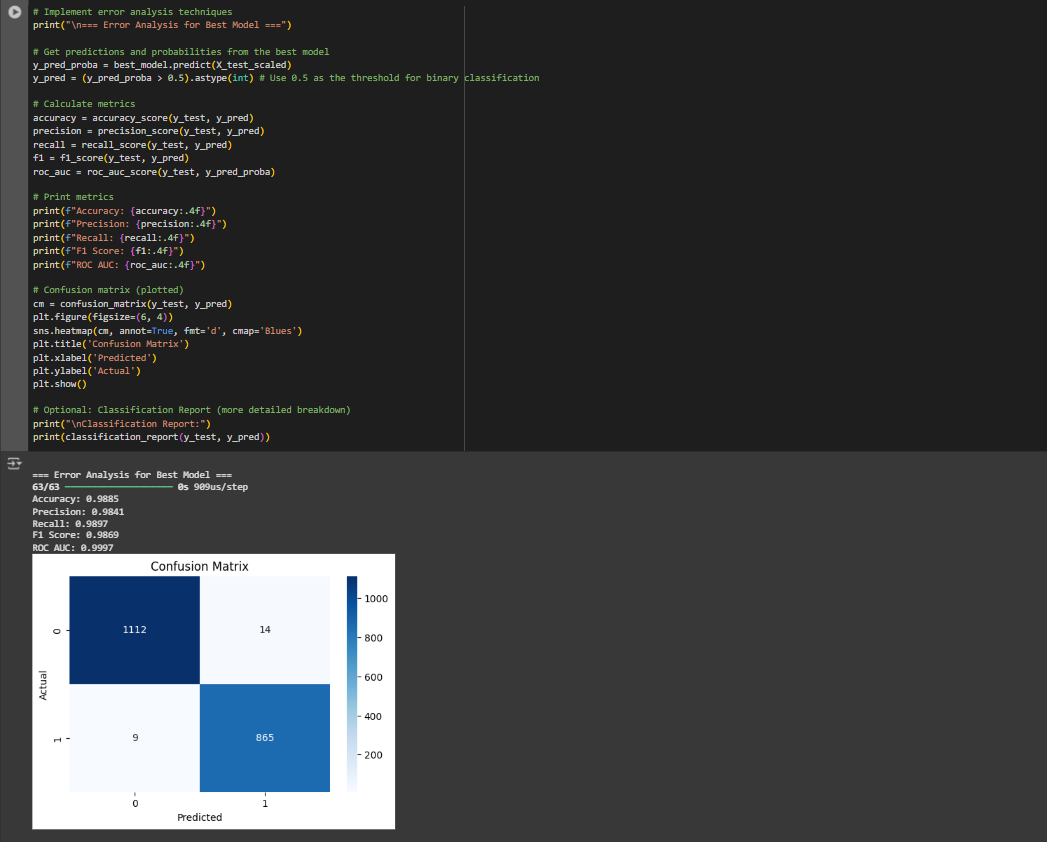 # Implement error analysis techniques
print("\n=== Error Analysis for Best Model ===")
# Get predictions and probabilities from the best model
y_pred_proba = best_model.predict(X_test_scaled)
y_pred = (y_pred_proba > 0.5).astype(int) # Use 0.5 as the threshold for binary classification
# Calculate metrics
accuracy = accuracy_score(y_test, y_pred)
precision = precision_score(y_test, y_pred)
recall = recall_score(y_test, y_pred)
f1 = f1_score(y_test, y_pred)
roc_auc = roc_auc_score(y_test, y_pred_proba)
# Print metrics
print(f"Accuracy: {accuracy:.4f}")
print(f"Precision: {precision:.4f}")
print(f"Recall: {recall:.4f}")
print(f"F1 Score: {f1:.4f}")
print(f"ROC AUC: {roc_auc:.4f}")
# Confusion matrix (plotted)
cm = confusion_matrix(y_test, y_pred)
plt.figure(figsize=(6, 4))
sns.heatmap(cm, annot=True, fmt='d', cmap='Blues')
plt.title('Confusion Matrix')
plt.xlabel('Predicted')
plt.ylabel('Actual')
plt.show()
# Optional: Classification Report (more detailed breakdown)
print("\nClassification Report:")
print(classification_report(y_test, y_pred))
=== Error Analysis for Best Model ===
63/63 0s 909us/step
Accuracy: 0.9885
Precision: 0.9841
Recall: 0.9897
F1 Score: 0.9869
ROC AUC: 0.9997
Confusion Matrix
1000
800
600
400
200
0
1112
14
Actual
1
9
865
0
1
Predicted